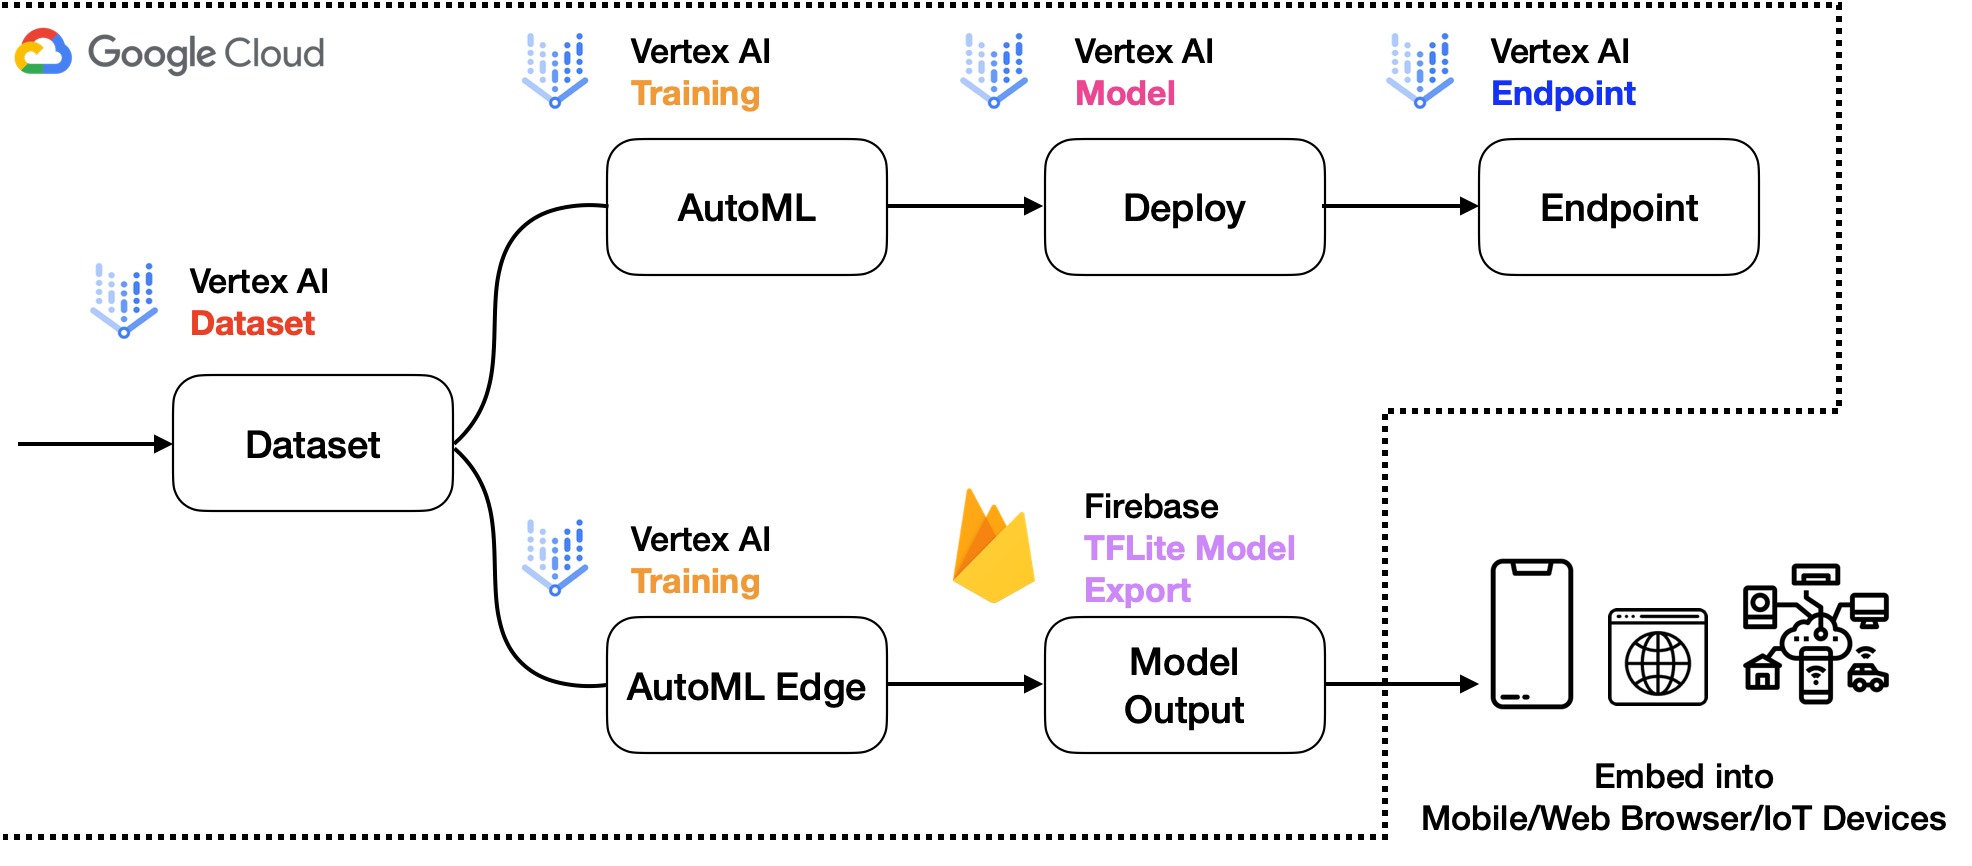 Google Cloud
Vertex AI
Training
Vertex AI
Model
Vertex AI
Endpoint
AutoML
Deploy
Endpoint
Vertex AI
Dataset
Dataset
Vertex AI
Training
Firebase
TFLite Model
Export
AutoML Edge
Model
Output
Embed into
Mobile/Web Browser/IoT Devices